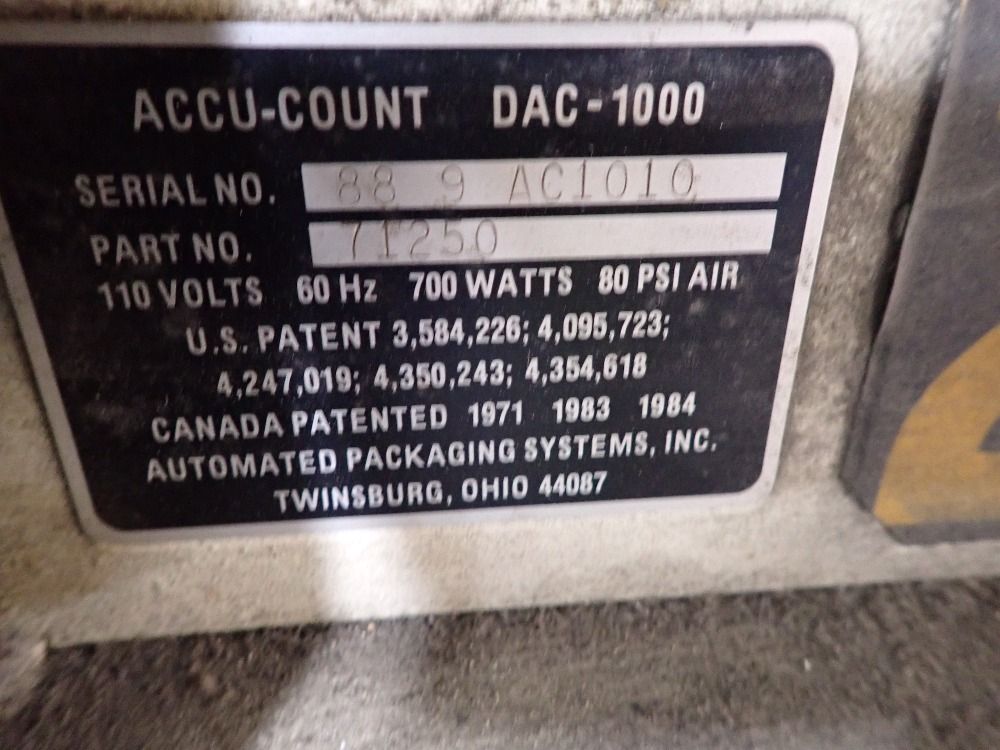 ACCU-COUNT DAC-1000
SERIAL NO. 88 9 AC1010
PART NO. 71250
110 VOLTS 60 Hz 700 WATTS 80 PSI AIR
U.S. PATENT 3,584,226; 4,095,723;
4,247,019; 4,350,243; 4,354,618
CANADA PATENTED 1971 1983 1984
AUTOMATED PACKAGING SYSTEMS, INC.
TWINSBURG, OHIO 44087